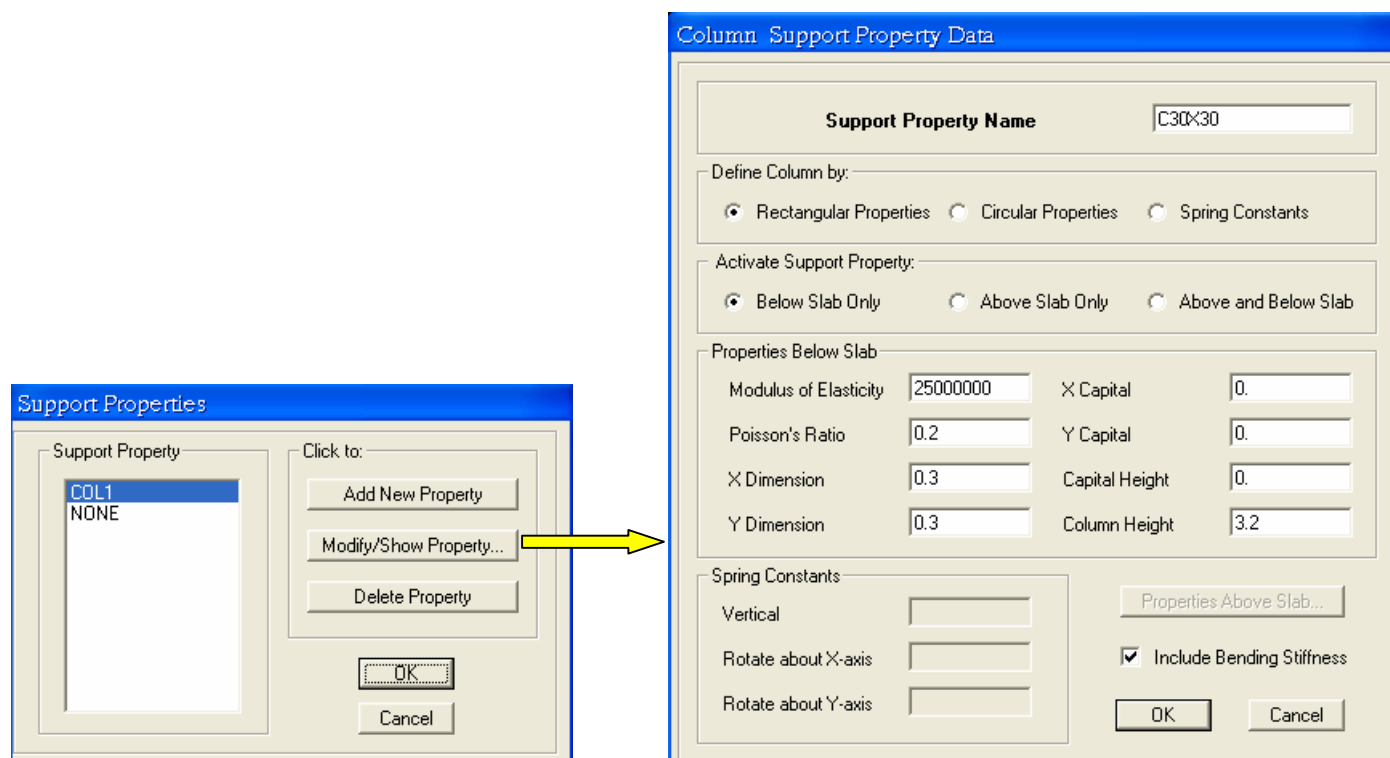 Support Properties
Support Property
COL1
NONE
Click to:
Add New Property
Modify/Show Property...
Delete Property
OK
Cancel
Column Support Property Data
Support Property Name C30X30
Define Column by:
Rectangular Properties Circular Properties Spring Constants
Activate Support Property:
Below Slab Only Above Slab Only Above and Below Slab
Properties Below Slab
Modulus of Elasticity 25000000 X Capital 0.
Poisson's Ratio 0.2 Y Capital 0.
X Dimension 0.3 Capital Height 0.
Y Dimension 0.3 Column Height 3.2
Spring Constants
Vertical
Rotate about X-axis
Rotate about Y-axis
Properties Above Slab...
Include Bending Stiffness
OK Cancel